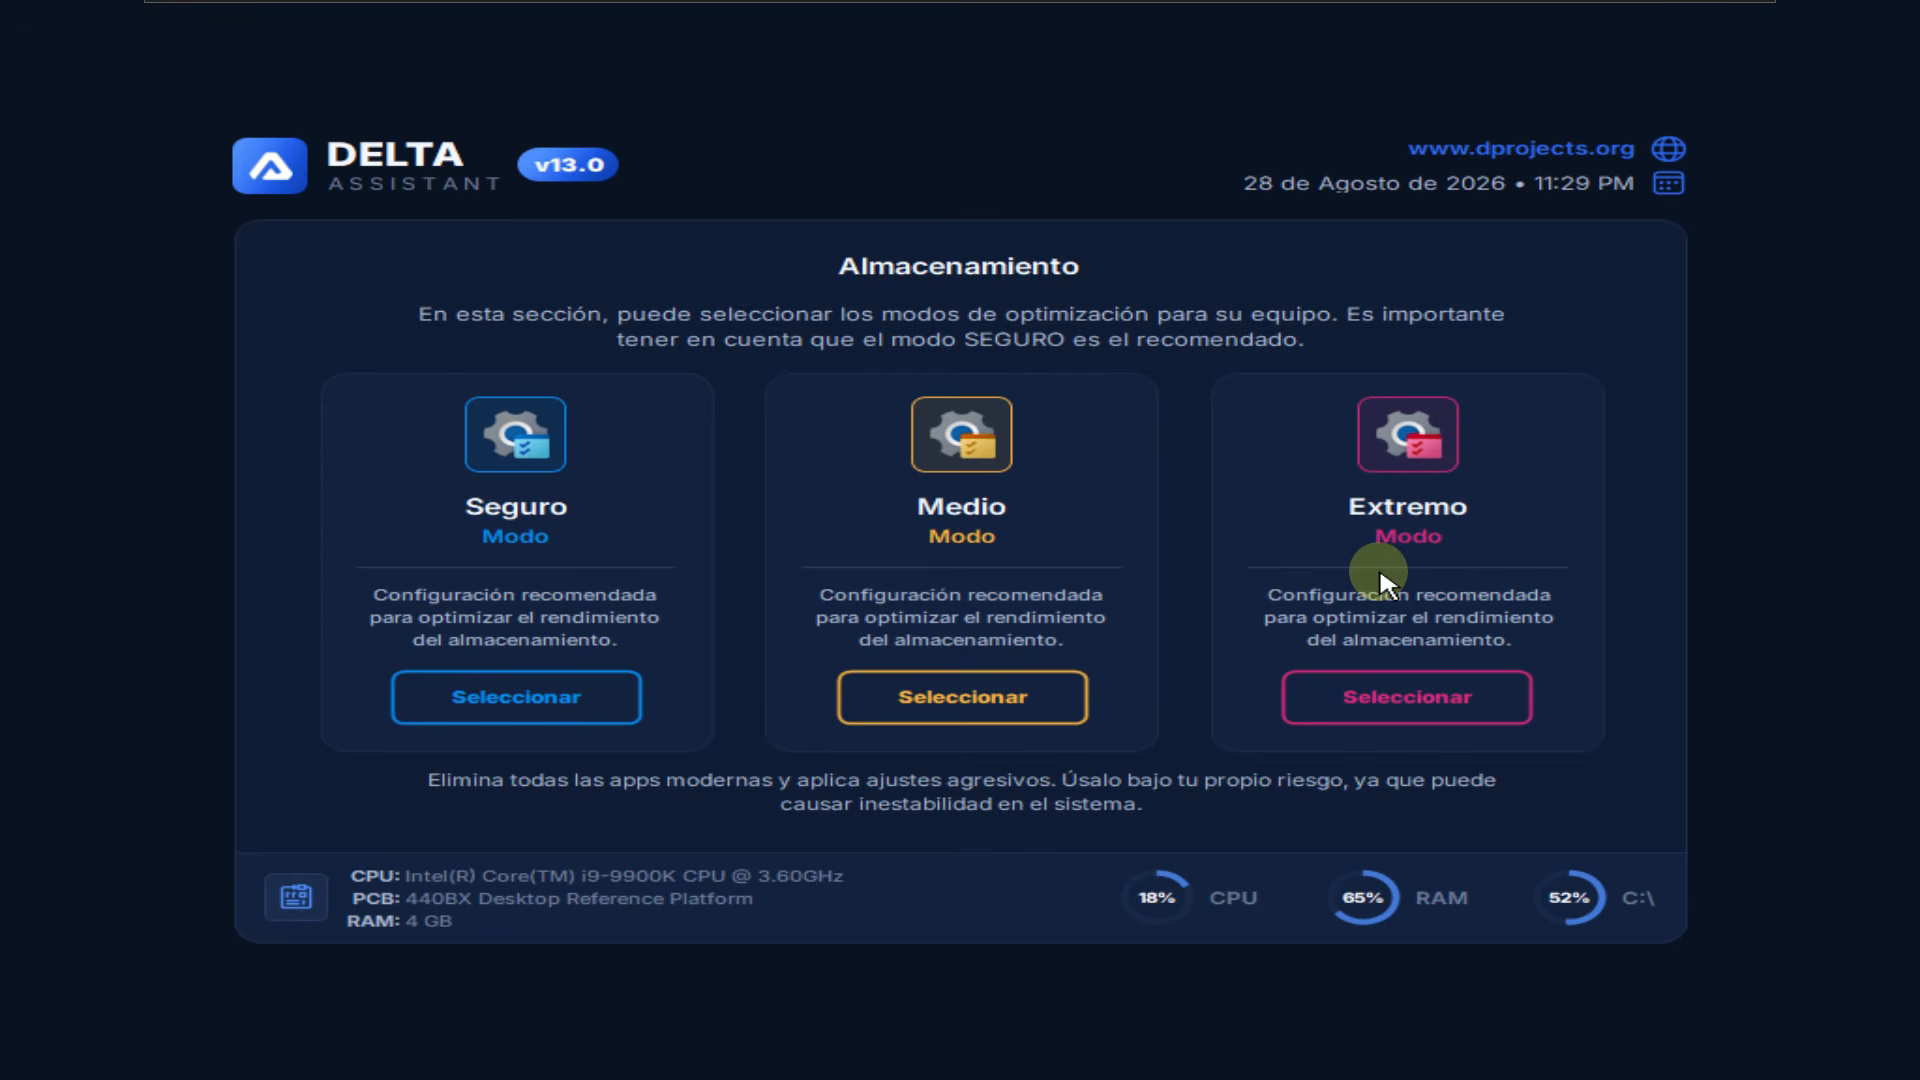 DELTA
ASSISTANT
v13.0
www.dprojects.org
28 de Agosto de 2026 • 11:29 PM
Almacenamiento
En esta sección, puede seleccionar los modos de optimización para su equipo. Es importante
tener en cuenta que el modo SEGURO es el recomendado.
Seguro
Modo
Configuración recomendada
para optimizar el rendimiento
del almacenamiento.
Seleccionar
Medio
Modo
Configuración recomendada
para optimizar el rendimiento
del almacenamiento.
Seleccionar
Extremo
Modo
Configuración recomendada
para optimizar el rendimiento
del almacenamiento.
Seleccionar
Elimina todas las apps modernas y aplica ajustes agresivos. Úsalo bajo tu propio riesgo, ya que puede
causar inestabilidad en el sistema.
CPU: Intel(R) Core(TM) i9-9900K CPU @ 3.60GHz
PCB: 440BX Desktop Reference Platform
RAM: 4 GB
18% CPU
65% RAM
52% C:\